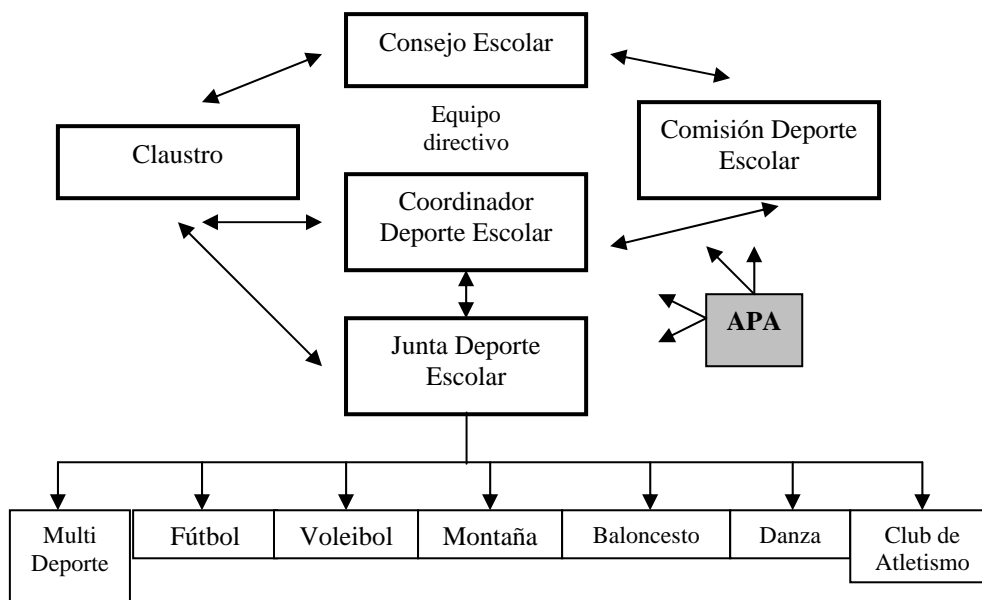 Consejo Escolar
Equipo
directivo
Claustro
Comisión Deporte
Escolar
Coordinador
Deporte Escolar
APA
Junta Deporte
Escolar
Multi
Deporte
Fútbol
Voleibol
Montaña
Baloncesto
Danza
Club de
Atletismo